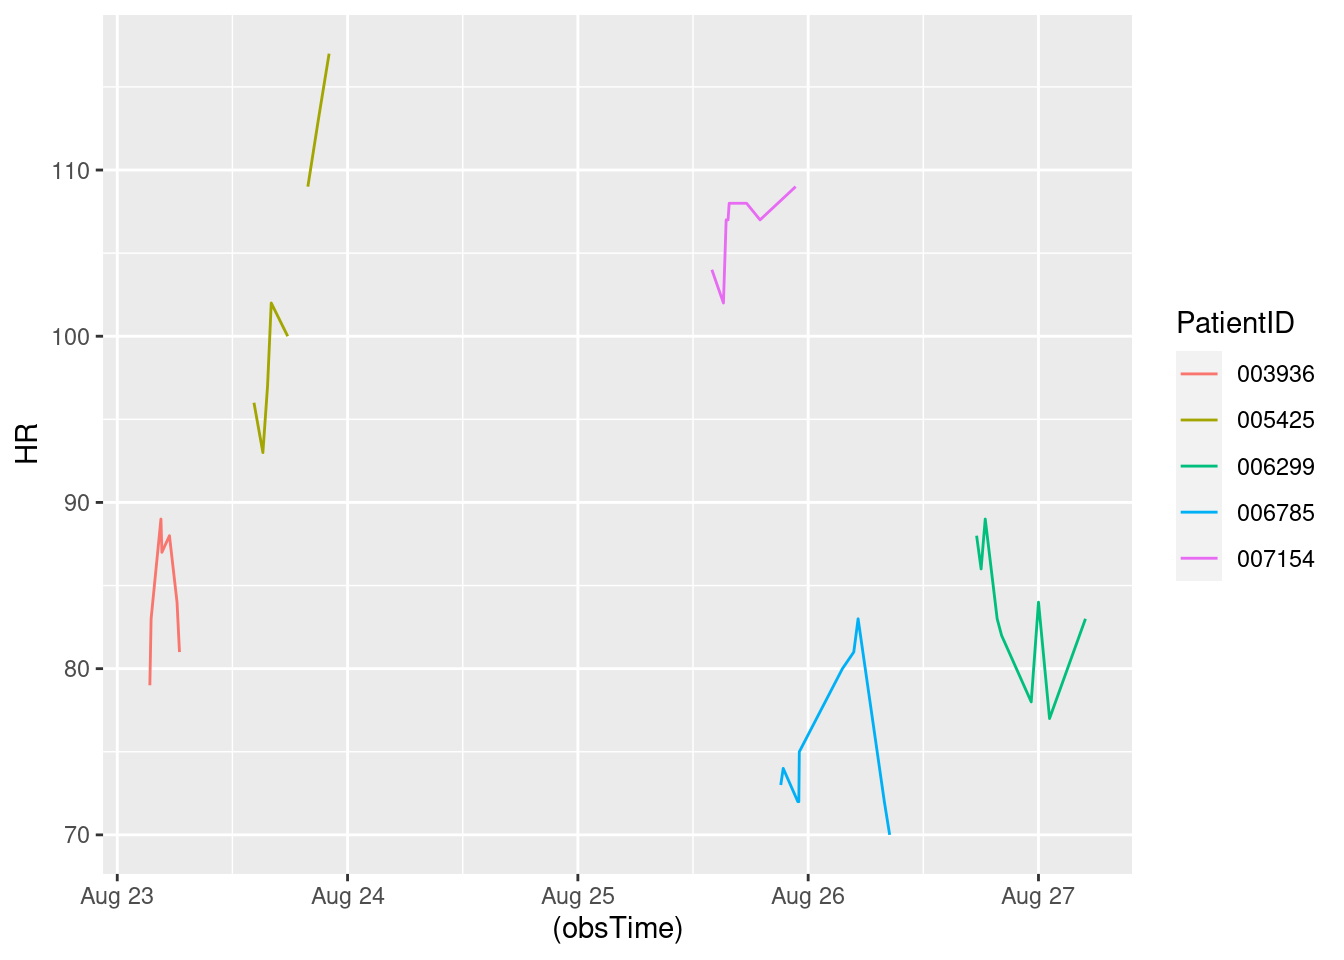 110
100
90
80
70
HR
Aug 23
Aug 24
Aug 25
Aug 26
Aug 27
(obsTime)
PatientID
003936
005425
006299
006785
007154